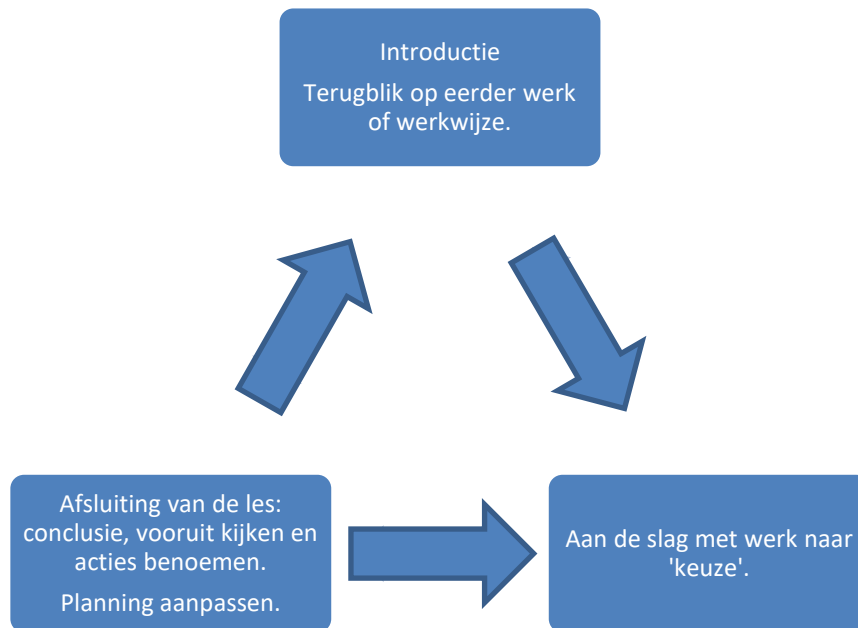 Introductie
Terugblik op eerder werk
of werkwijze.
Afsluiting van de les:
conclusie, vooruit kijken en
acties benoemen.
Planning aanpassen.
Aan de slag met werk naar
'keuze'.